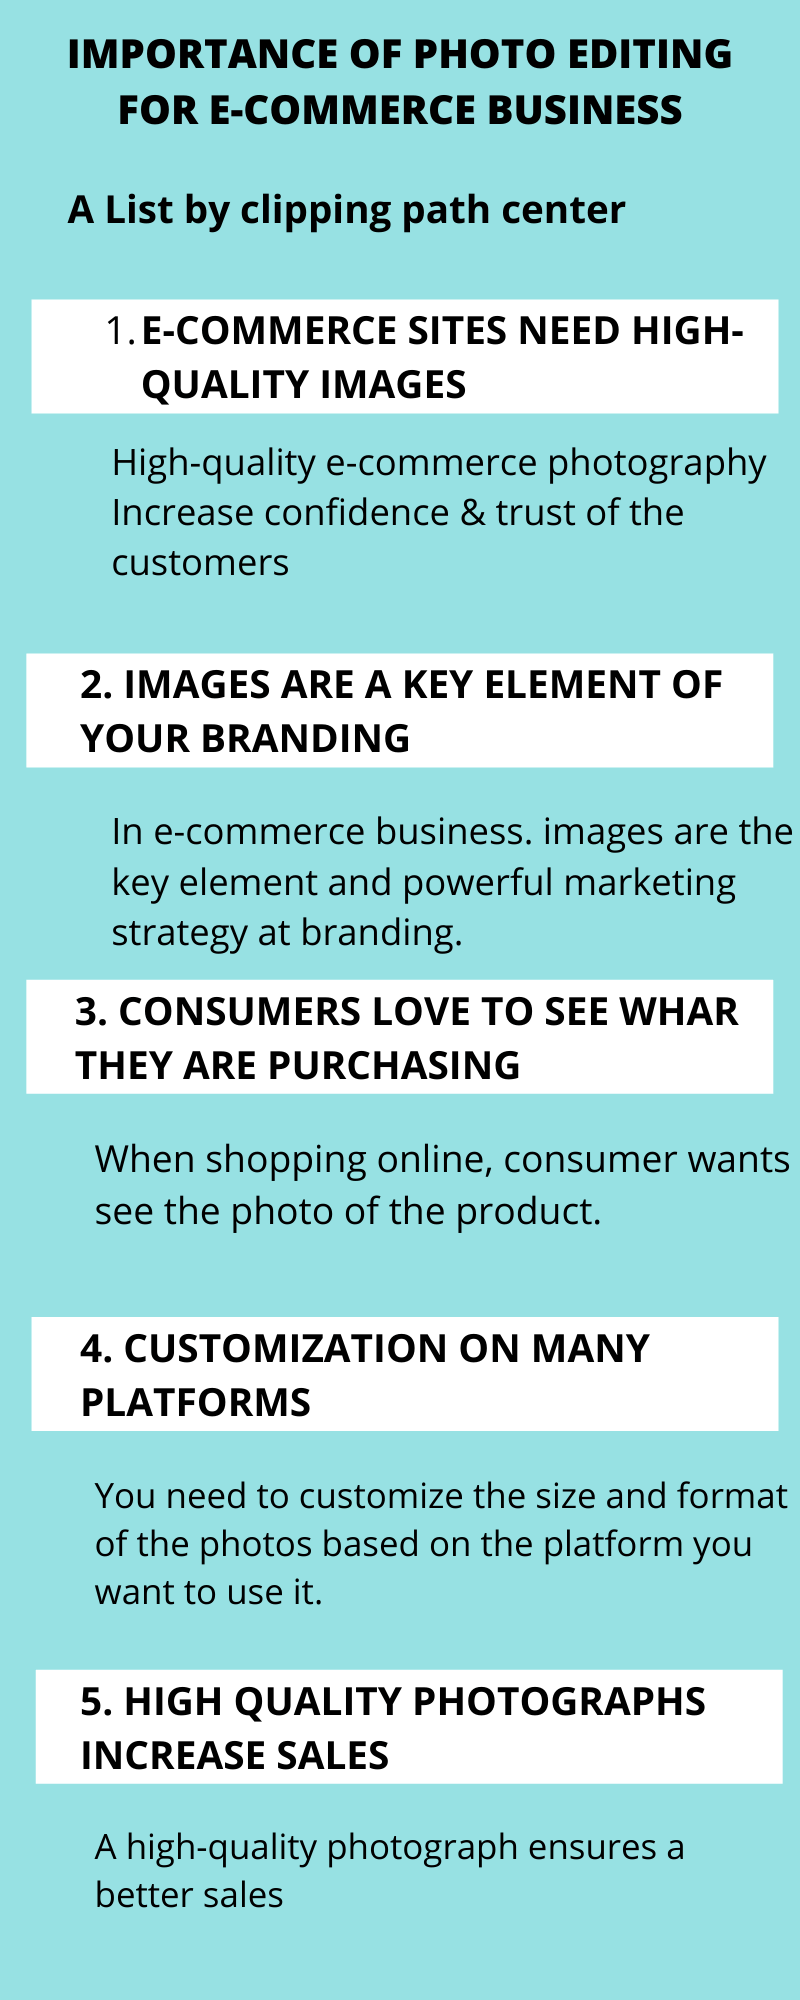 IMPORTANCE OF PHOTO EDITING
FOR E-COMMERCE BUSINESS
A List by clipping path center
1. E-COMMERCE SITES NEED HIGH-
QUALITY IMAGES
High-quality e-commerce photography
Increase confidence & trust of the
customers
2. IMAGES ARE A KEY ELEMENT OF
YOUR BRANDING
In e-commerce business. images are the
key element and powerful marketing
strategy at branding.
3. CONSUMERS LOVE TO SEE WHAR
THEY ARE PURCHASING
When shopping online, consumer wants
see the photo of the product.
4. CUSTOMIZATION ON MANY
PLATFORMS
You need to customize the size and format
of the photos based on the platform you
want to use it.
5. HIGH QUALITY PHOTOGRAPHS
INCREASE SALES
A high-quality photograph ensures a
better sales